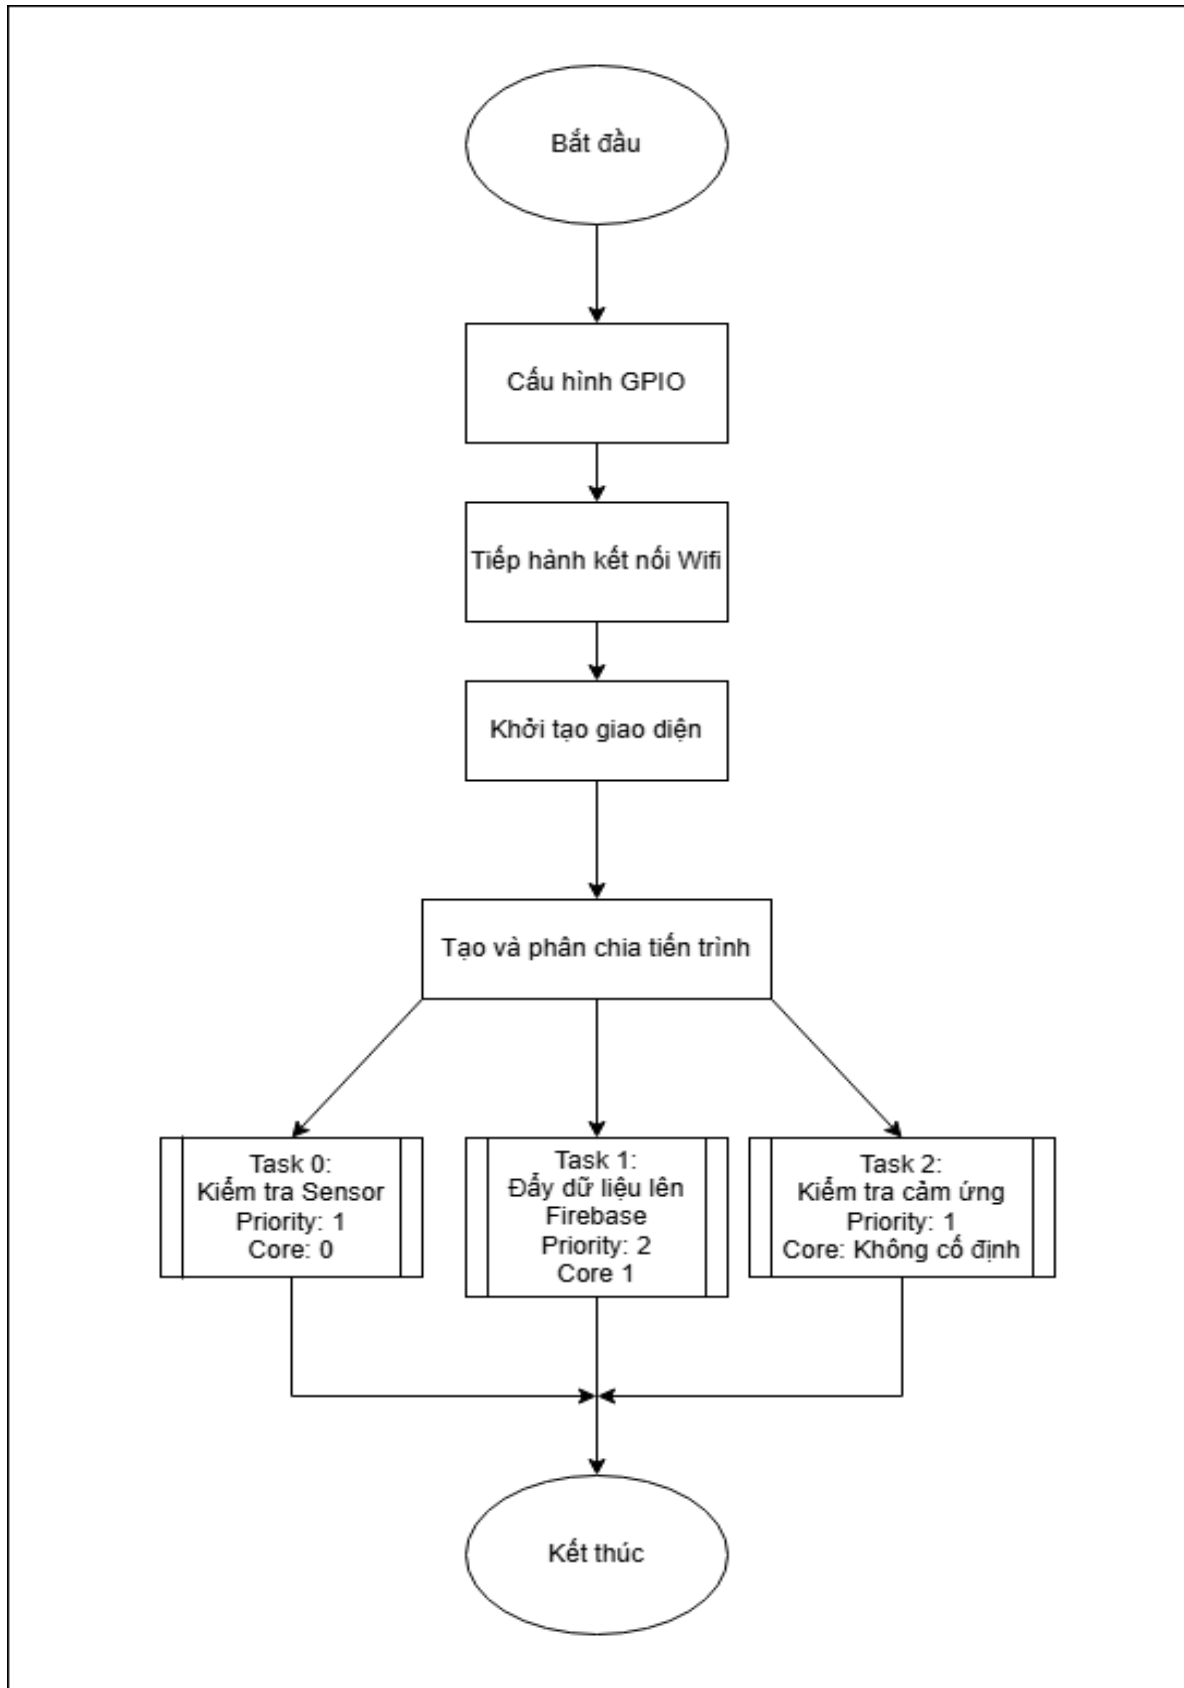 Bắt đầu
Cấu hình GPIO
Tiếp hành kết nối Wifi
Khởi tạo giao diện
Tạo và phân chia tiến trình
Task 0:
Kiểm tra Sensor
Priority: 1
Core: 0
Task 1:
Đẩy dữ liệu lên
Firebase
Priority: 2
Core 1
Task 2:
Kiểm tra cảm ứng
Priority: 1
Core: Không cố định
Kết thúc